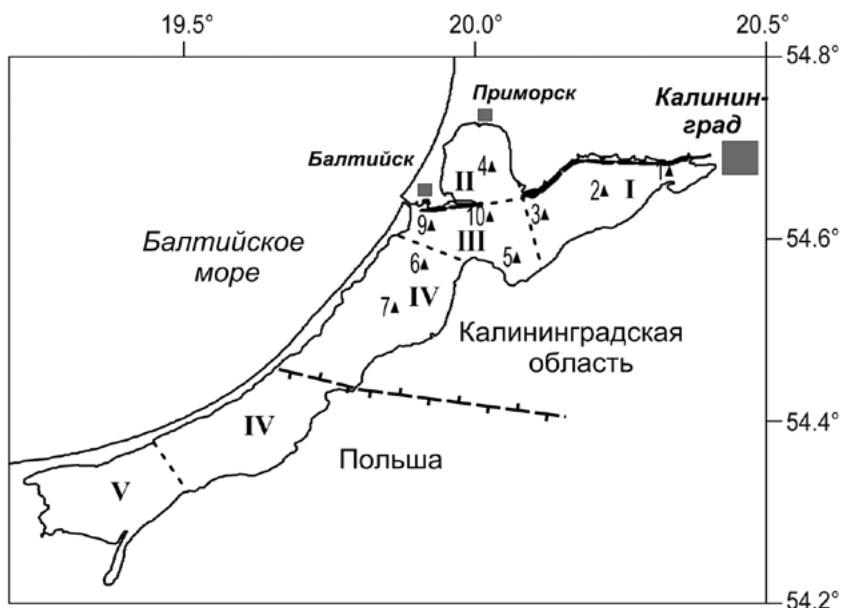 19.5°
20.0°
20.5°
54.8°
Приморск
Калинин-
град
Балтийск
4
II
1
2
I
3
10
9
III
54.6°
Балтийское
море
6
5
IV
7
Калининградская
область
IV
54.4°
Польша
V
54.2°